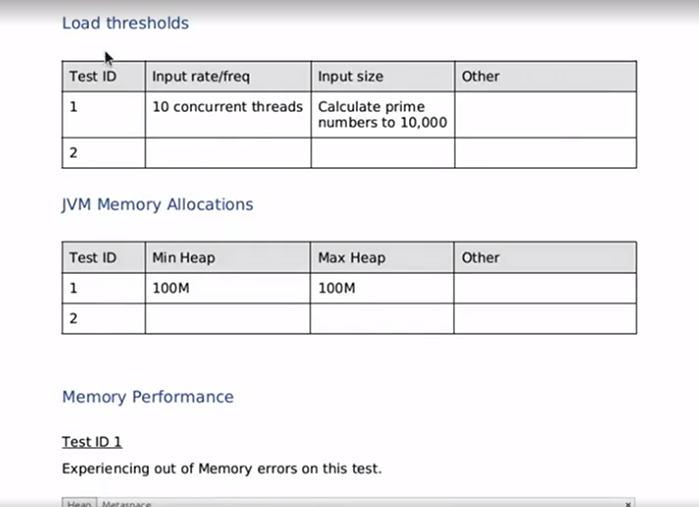 Load thresholds
Test ID Input rate/freq Input size Other
1 10 concurrent threads Calculate prime
numbers to 10,000
2
JVM Memory Allocations
Test ID Min Heap Max Heap Other
1 100M 100M
2
Memory Performance
Test ID 1
Experiencing out of Memory errors on this test.
Heap Metaspace